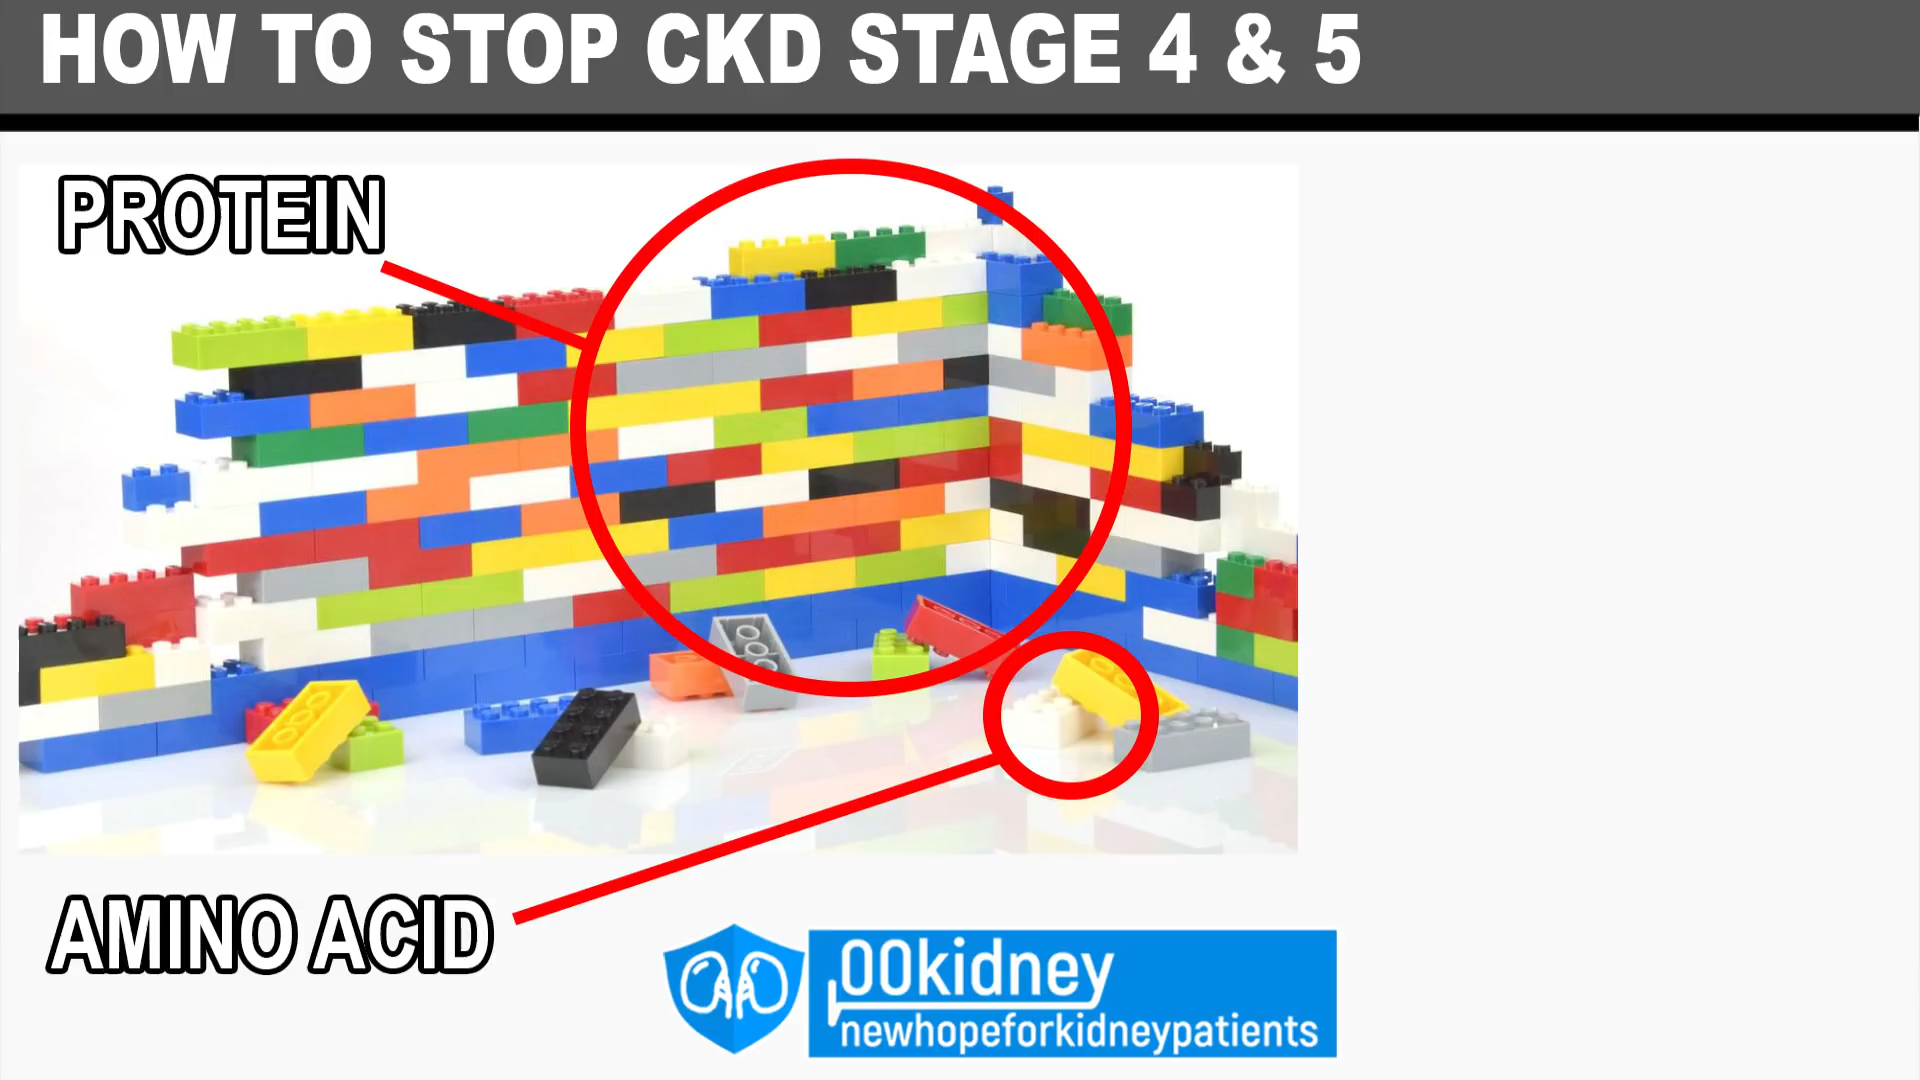 HOW TO STOP CKD STAGE 4 & 5
PROTEIN
AMINO ACID
00kidney
newhopeforkidneypatients